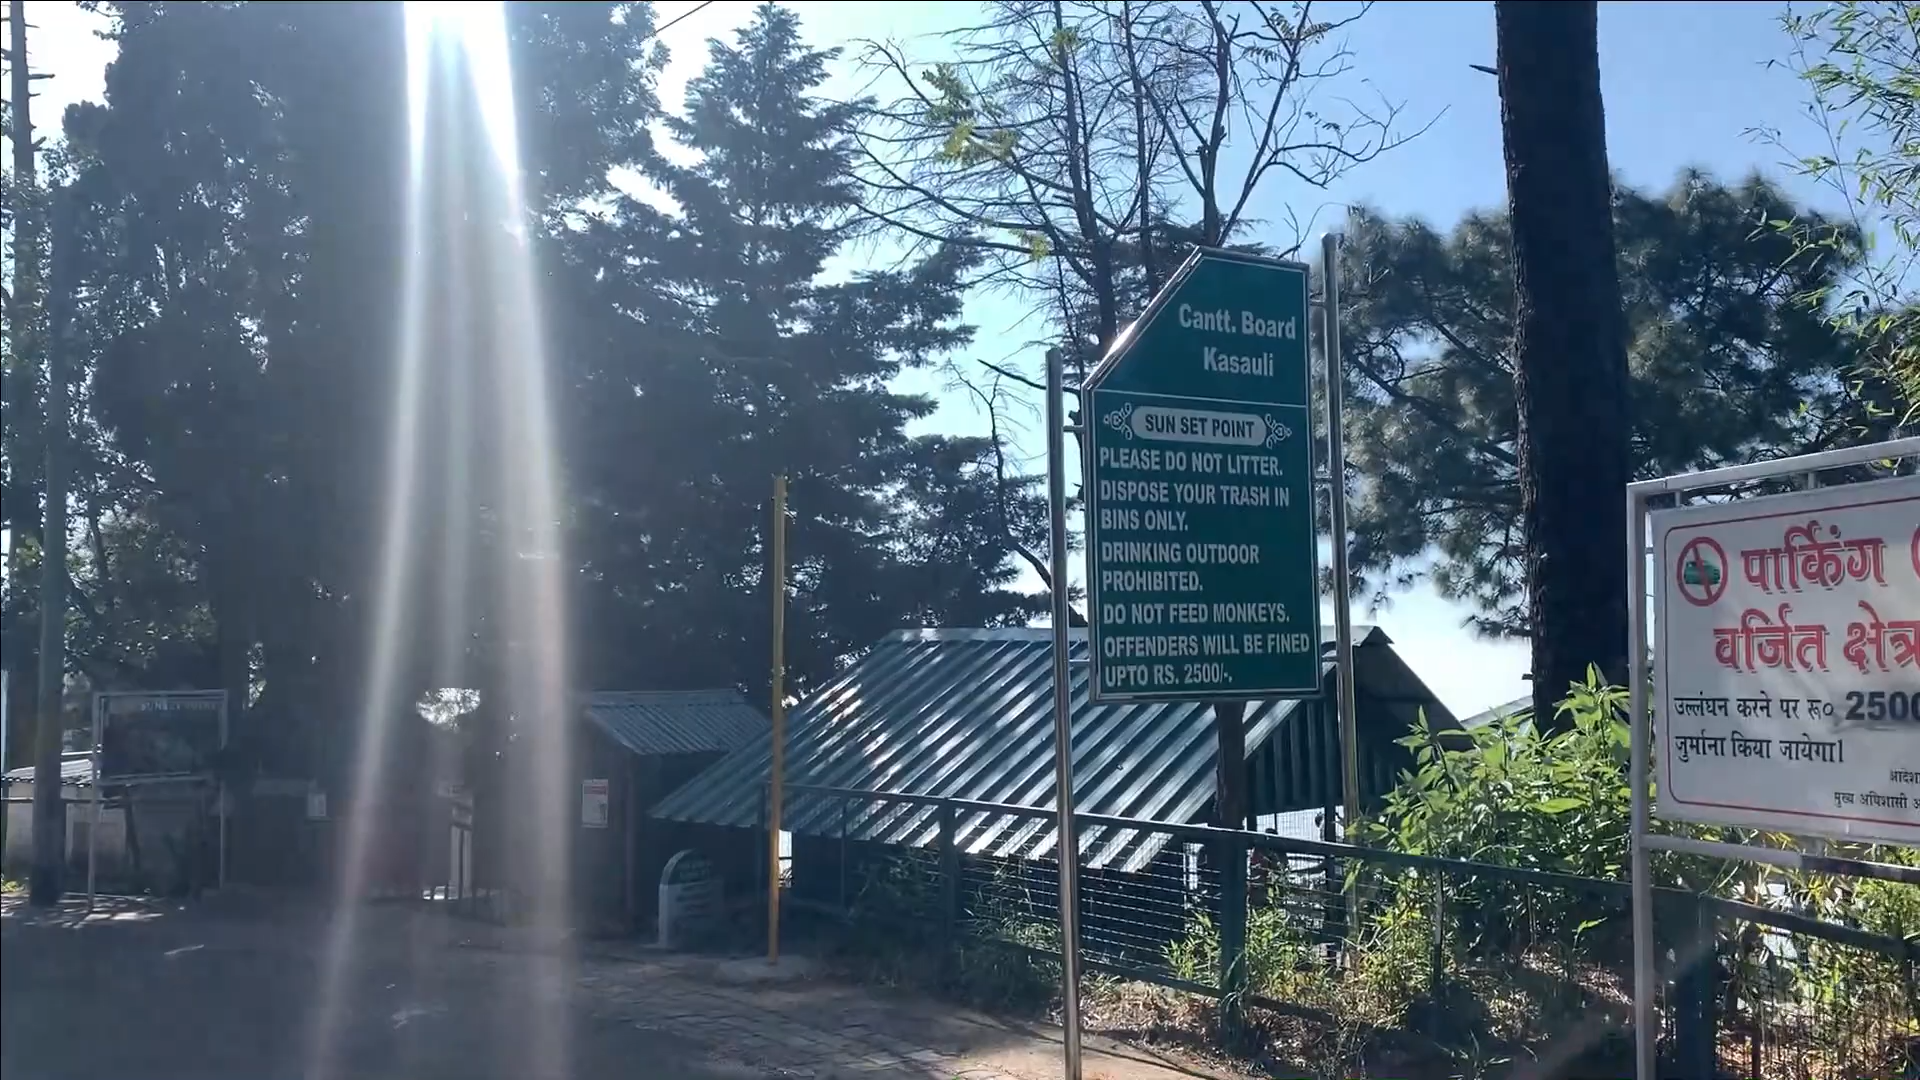 Cantt. Board
Kasauli
SUN SET POINT
PLEASE DO NOT LITTER.
DISPOSE YOUR TRASH IN
BINS ONLY.
DRINKING OUTDOOR
PROHIBITED.
DO NOT FEED MONKEYS.
OFFENDERS WILL BE FINED
UPTO RS. 2500/-.
पार्किंग
वर्जित क्षेत्र
उल्लंघन करने पर रू० 2500
जुर्माना किया जायेगा।
मुख्य अधिशासी
SUNSET POINT